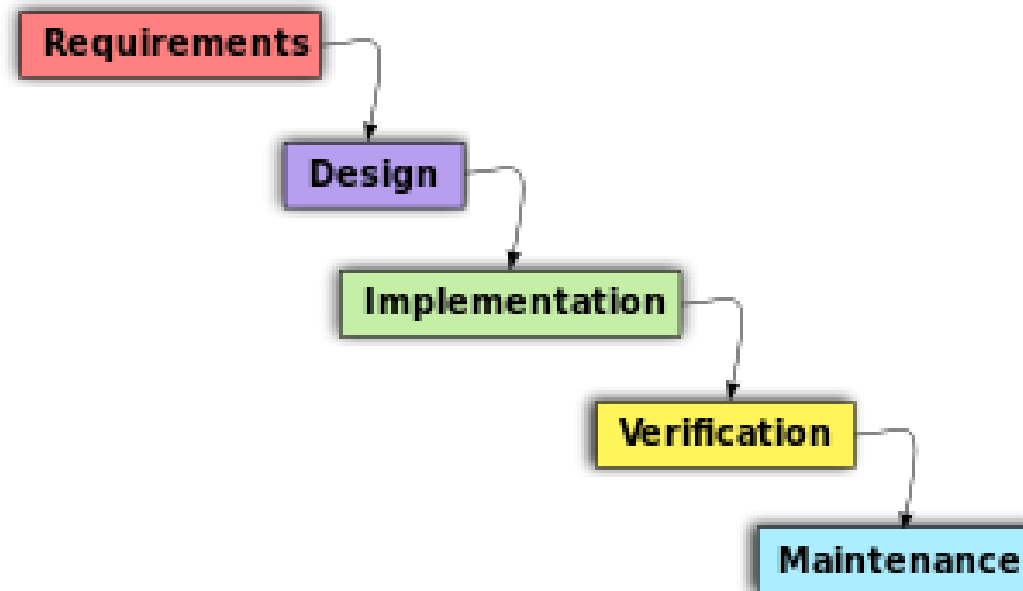 Requirements
Design
Implementation
Verification
Maintenance